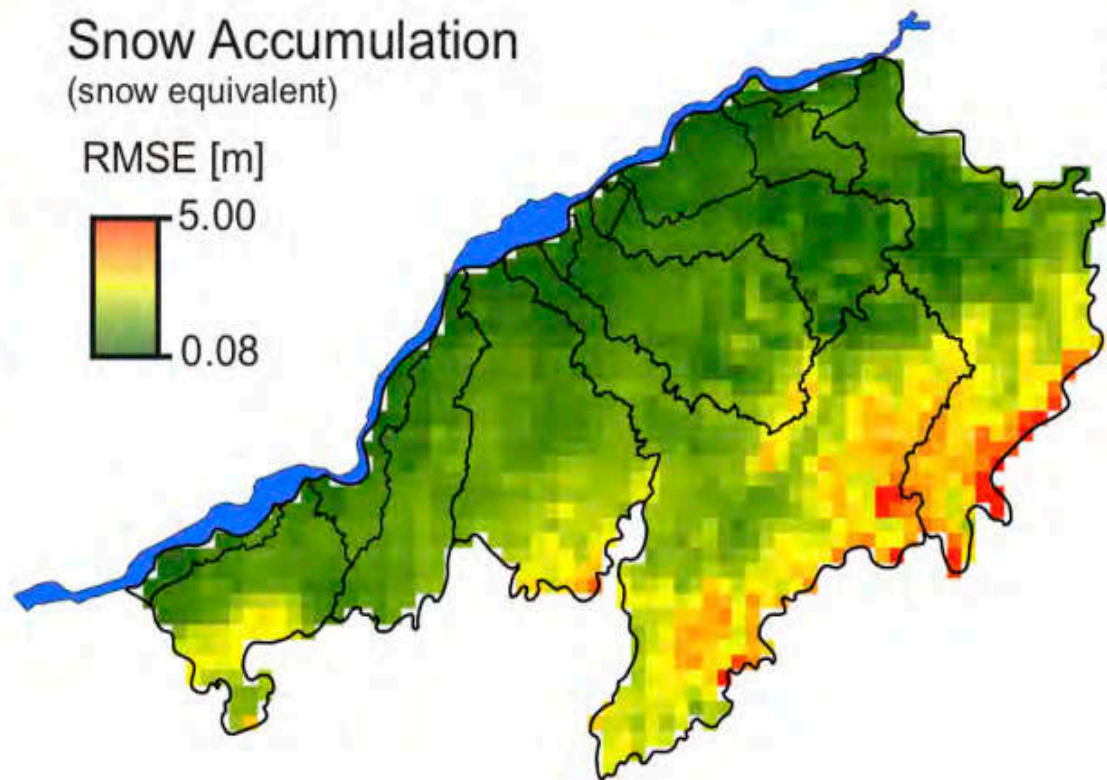 Snow Accumulation
(snow equivalent)
RMSE [m]
5.00
0.08